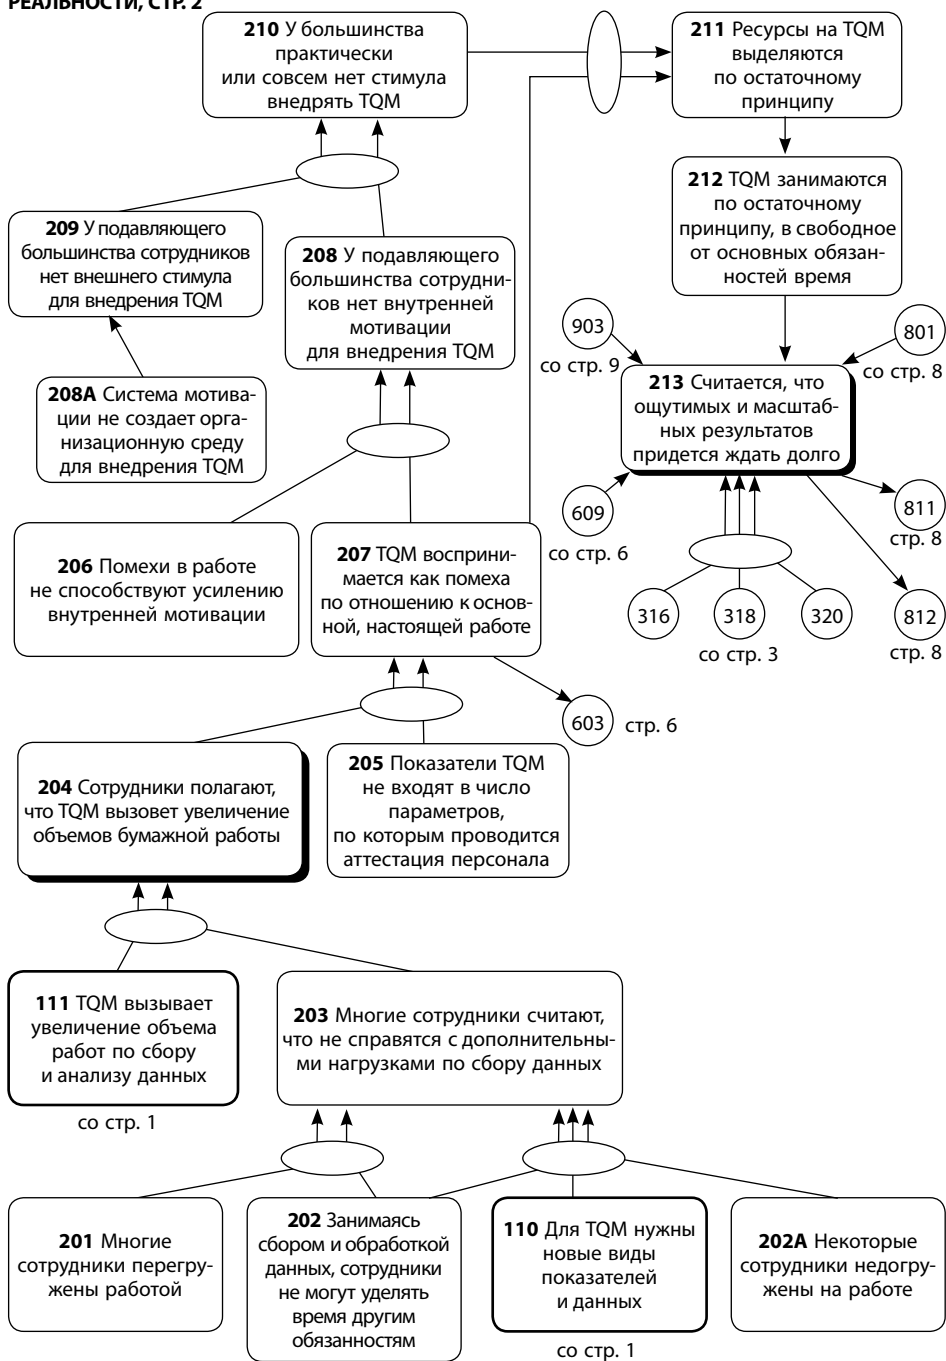 РЕАЛЬНОСТИ, СТР. 2
210 У большинства
практически
или совсем нет стимула
внедрять TQM
211 Ресурсы на TQM
выделяются
по остаточному
принципу
212 TQM занимаются
по остаточному
принципу, в свободное
от основных обязан-
ностей время
209 У подавляющего
большинства сотрудников
нет внешнего стимула
для внедрения TQM
208 У подавляющего
большинства сотрудни-
ков нет внутренней
мотивации
для внедрения TQM
903
со стр. 9
801
со стр. 8
208А Система мотива-
ции не создает орга-
низационную среду
для внедрения TQM
213 Считается, что
ощутимых и масштаб-
ных результатов
придется ждать долго
609
со стр. 6
811
стр. 8
206 Помехи в работе
не способствуют усилению
внутренней мотивации
207 TQM восприни-
мается как помеха
по отношению к основ-
ной, настоящей работе
316
318
320
со стр. 3
812
стр. 8
603
стр. 6
204 Сотрудники полагают,
что TQM вызовет увеличение
объемов бумажной работы
205 Показатели TQM
не входят в число
параметров,
по которым проводится
аттестация персонала
111 TQM вызывает
увеличение объема
работ по сбору
и анализу данных
со стр. 1
203 Многие сотрудники считают,
что не справятся с дополнительны-
ми нагрузками по сбору данных
201 Многие
сотрудники перегру-
жены работой
202 Занимаясь
сбором и обработкой
данных, сотрудники
не могут уделять
время другим
обязанностям
110 Для TQM нужны
новые виды
показателей
и данных
со стр. 1
202А Некоторые
сотрудники недогру-
жены на работе